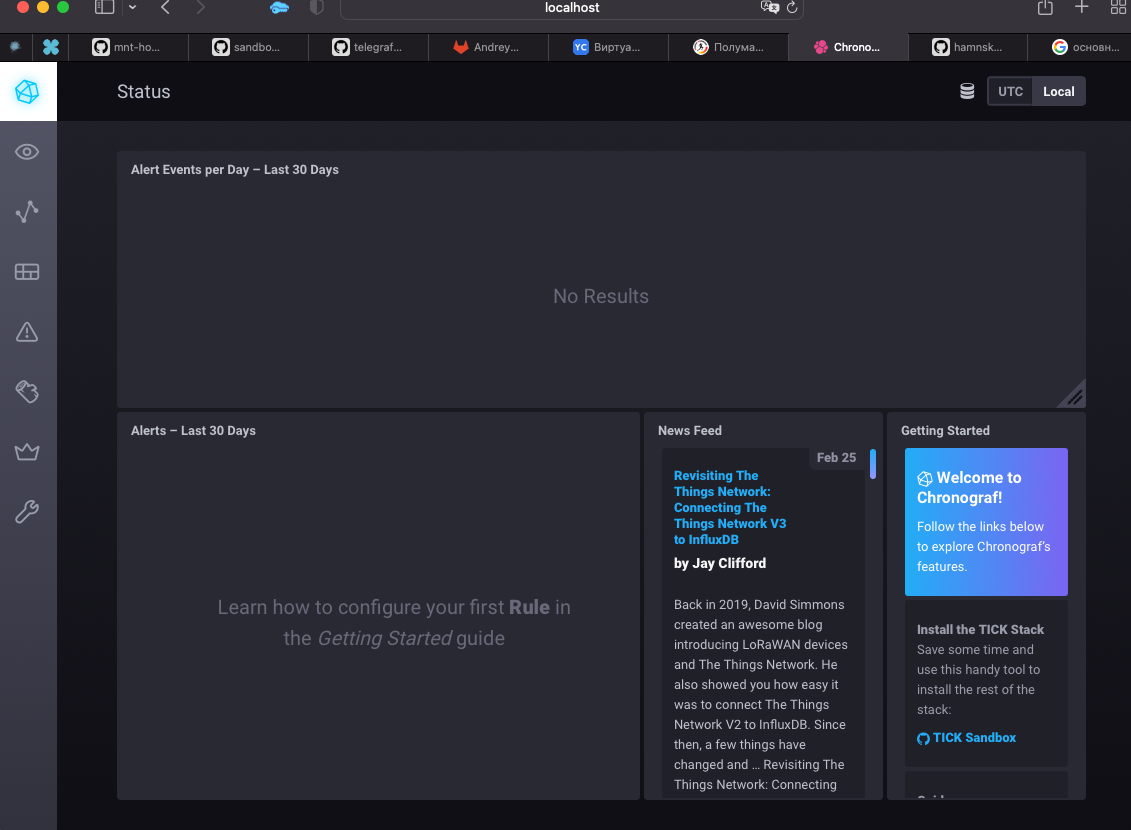 localhost
mnt-ho...
sandbo...
telegraf...
Andrey...
YC Виртуа...
Полума...
Chrono...
hamnsk...
основн...
Status
UTC Local
Alert Events per Day – Last 30 Days
No Results
Alerts – Last 30 Days
Learn how to configure your first Rule in
the Getting Started guide
News Feed
Feb 25
Revisiting The
Things Network:
Connecting The
Things Network V3
to InfluxDB
by Jay Clifford
Back in 2019, David Simmons
created an awesome blog
introducing LoRaWAN devices
and The Things Network. He
also showed you how easy it
was to connect The Things
Network V2 to InfluxDB. Since
then, a few things have
changed and ... Revisiting The
Things Network: Connecting
Getting Started
Welcome to
Chronograf!
Follow the links below
to explore Chronograf's
features.
Install the TICK Stack
Save some time and
use this handy tool to
install the rest of the
stack:
TICK Sandbox